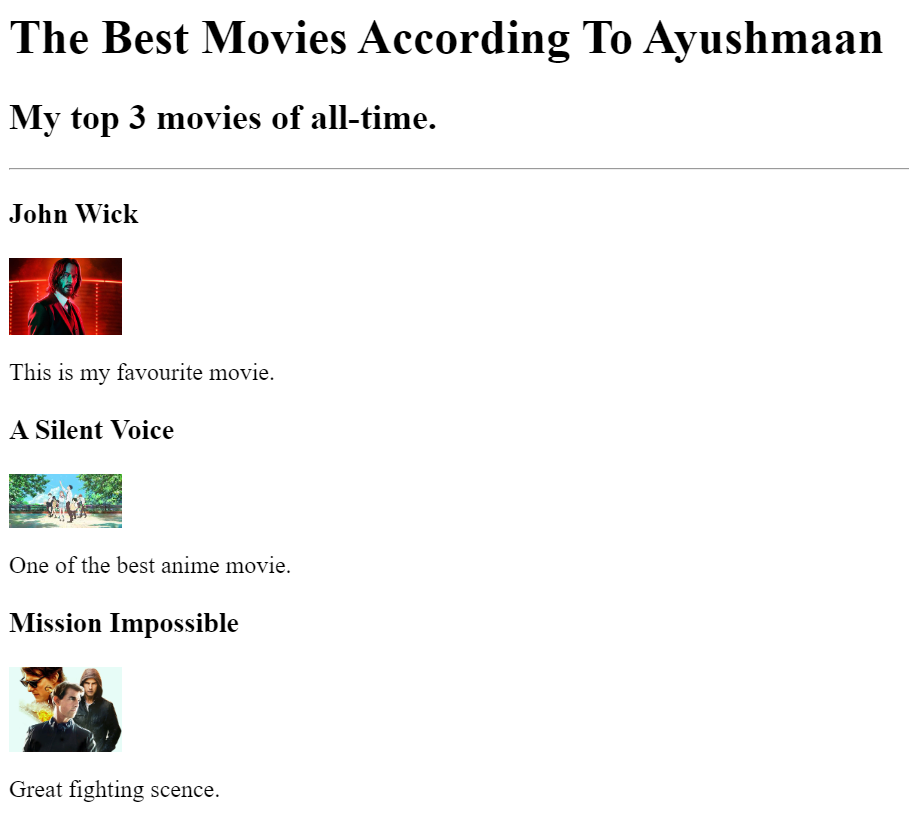 The Best Movies According To Ayushmaan
My top 3 movies of all-time.
John Wick
This is my favourite movie.
A Silent Voice
One of the best anime movie.
Mission Impossible
Great fighting scence.